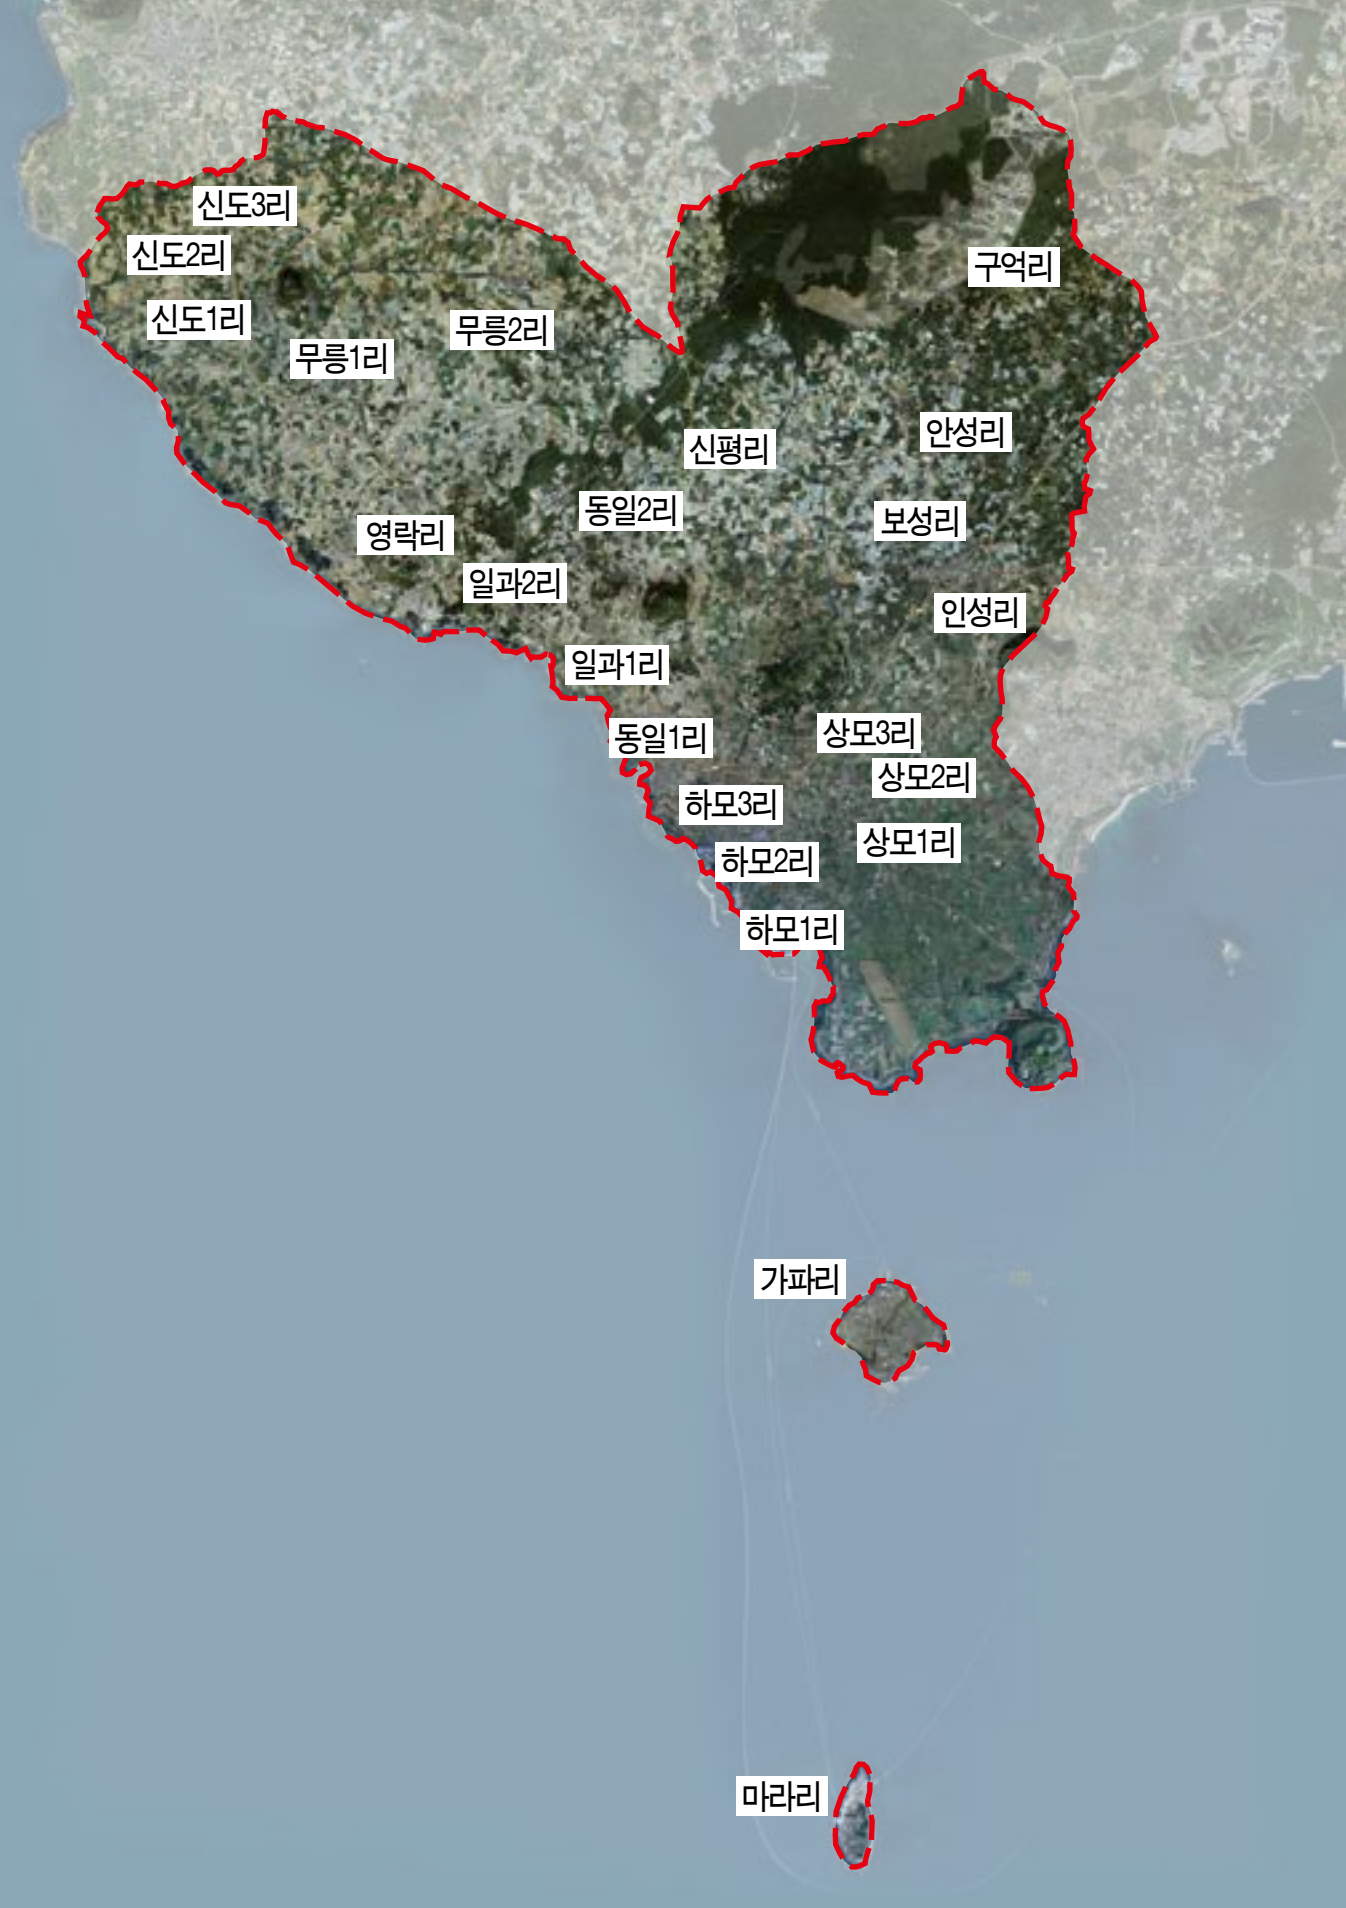 신도3리
신도2리
구억리
신도1리
무릉2리
무릉1리
안성리
신평리
동일2리
보성리
영락리
일과2리
인성리
일과1리
상모3리
동일1리
상모2리
하모3리
상모1리
하모2리
하모1리
가파리
마라리